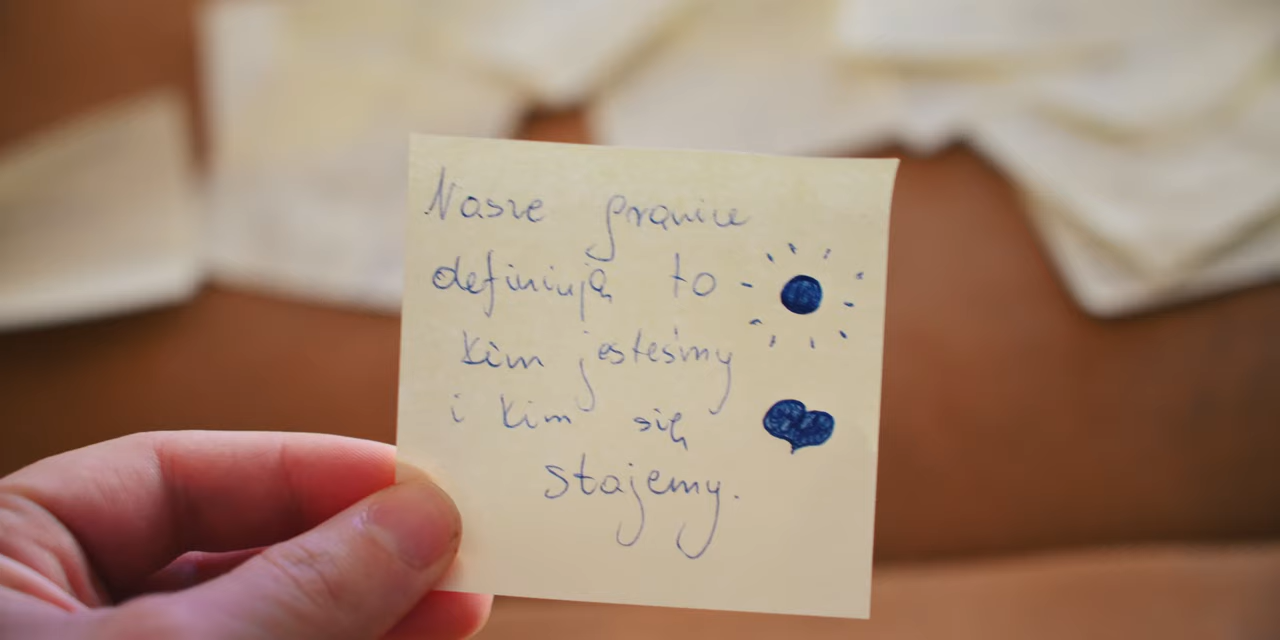 Nasze granice
definiują to
kim jesteśmy
i kim się
stajemy.